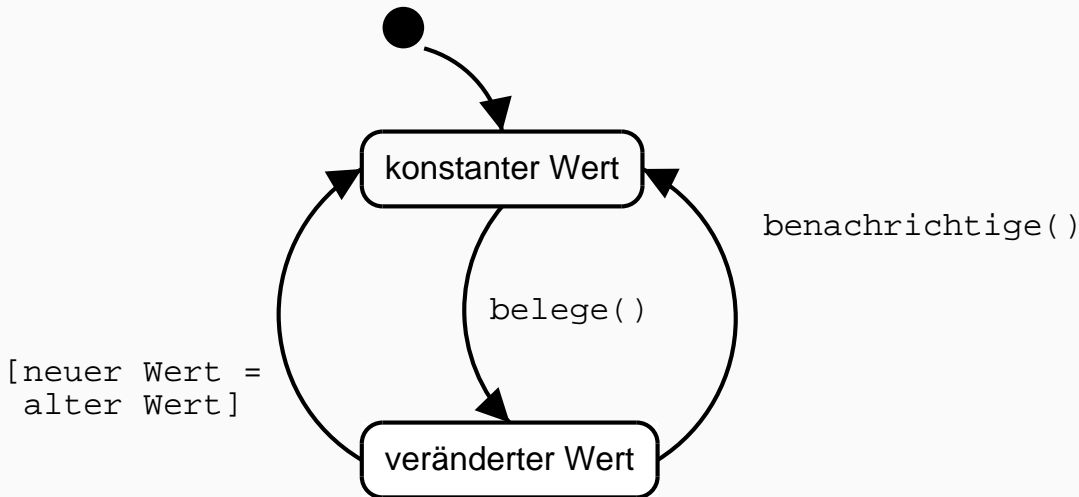 konstanter Wert
benachrichtige()
belege()
[neuer Wert =
alter Wert]
veränderter Wert